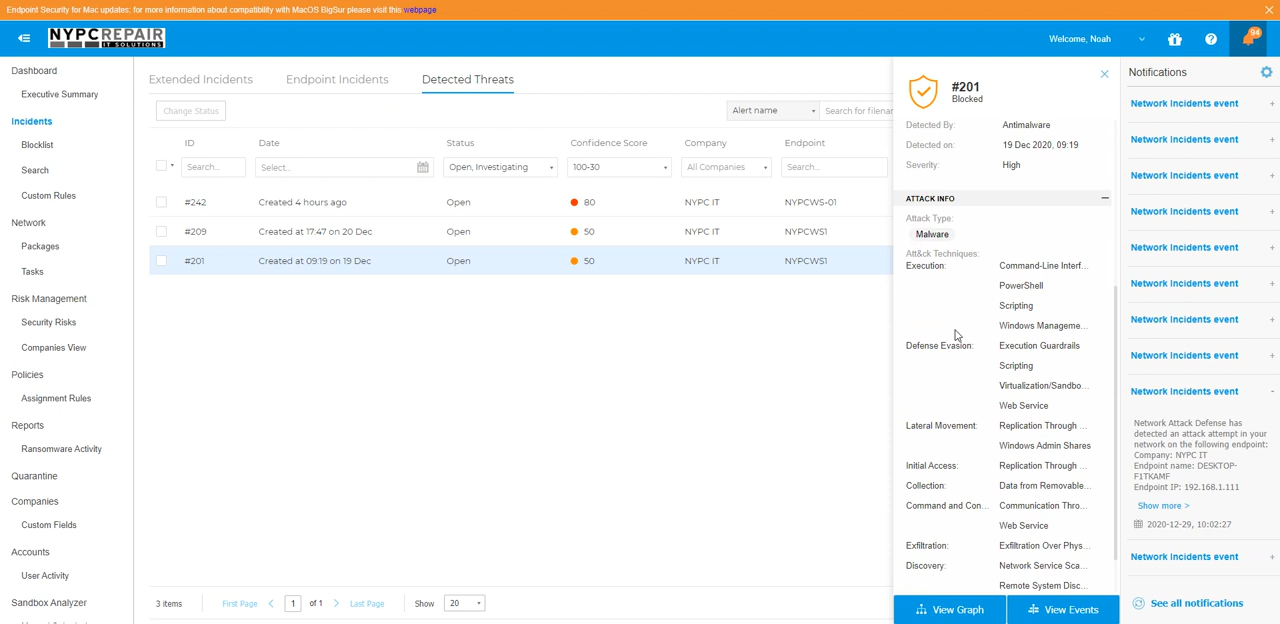 Endpoint Security for Mac updates: for more information about compatibility with MacOS BigSur please visit this webpage
NYPCREPAIR
IT SOLUTIONS
Welcome, Noah
94
Dashboard
Executive Summary
Incidents
Blocklist
Search
Custom Rules
Network
Packages
Tasks
Risk Management
Security Risks
Companies View
Policies
Assignment Rules
Reports
Ransomware Activity
Quarantine
Companies
Custom Fields
Accounts
User Activity
Sandbox Analyzer
Extended Incidents Endpoint Incidents Detected Threats
Change Status Alert name Search for filenar
ID Date Status Confidence Score Company Endpoint
Search... Select... Open, Investigating 100-30 All Companies Search...
#242 Created 4 hours ago Open 80 NYPC IT NYPCWS-01
#209 Created at 17:47 on 20 Dec Open 50 NYPC IT NYPCWS1
#201 Created at 09:19 on 19 Dec Open 50 NYPC IT NYPCWS1
3 items First Page 1 of 1 Last Page Show 20
#201
Blocked
Detected By: Antimalware
Detected on: 19 Dec 2020, 09:19
Severity: High
ATTACK INFO
Attack Type:
Malware
Att&ck Techniques:
Execution: Command-Line Interf...
PowerShell
Scripting
Windows Manageme...
Defense Evasion: Execution Guardrails
Scripting
Virtualization/Sandbo...
Web Service
Lateral Movement: Replication Through ...
Windows Admin Shares
Initial Access: Replication Through ...
Collection: Data from Removable...
Command and Con... Communication Thro...
Web Service
Exfiltration: Exfiltration Over Phys...
Discovery: Network Service Sca...
Remote System Disc...
View Graph View Events
Notifications
Network Incidents event +
Network Incidents event +
Network Incidents event +
Network Incidents event +
Network Incidents event +
Network Incidents event +
Network Incidents event +
Network Incidents event +
Network Incidents event -
Network Attack Defense has
detected an attack attempt in your
network on the following endpoint:
Company: NYPC IT
Endpoint name: DESKTOP-
F1TKAMF
Endpoint IP: 192.168.1.111
Show more >
2020-12-29, 10:02:27
Network Incidents event +
See all notifications